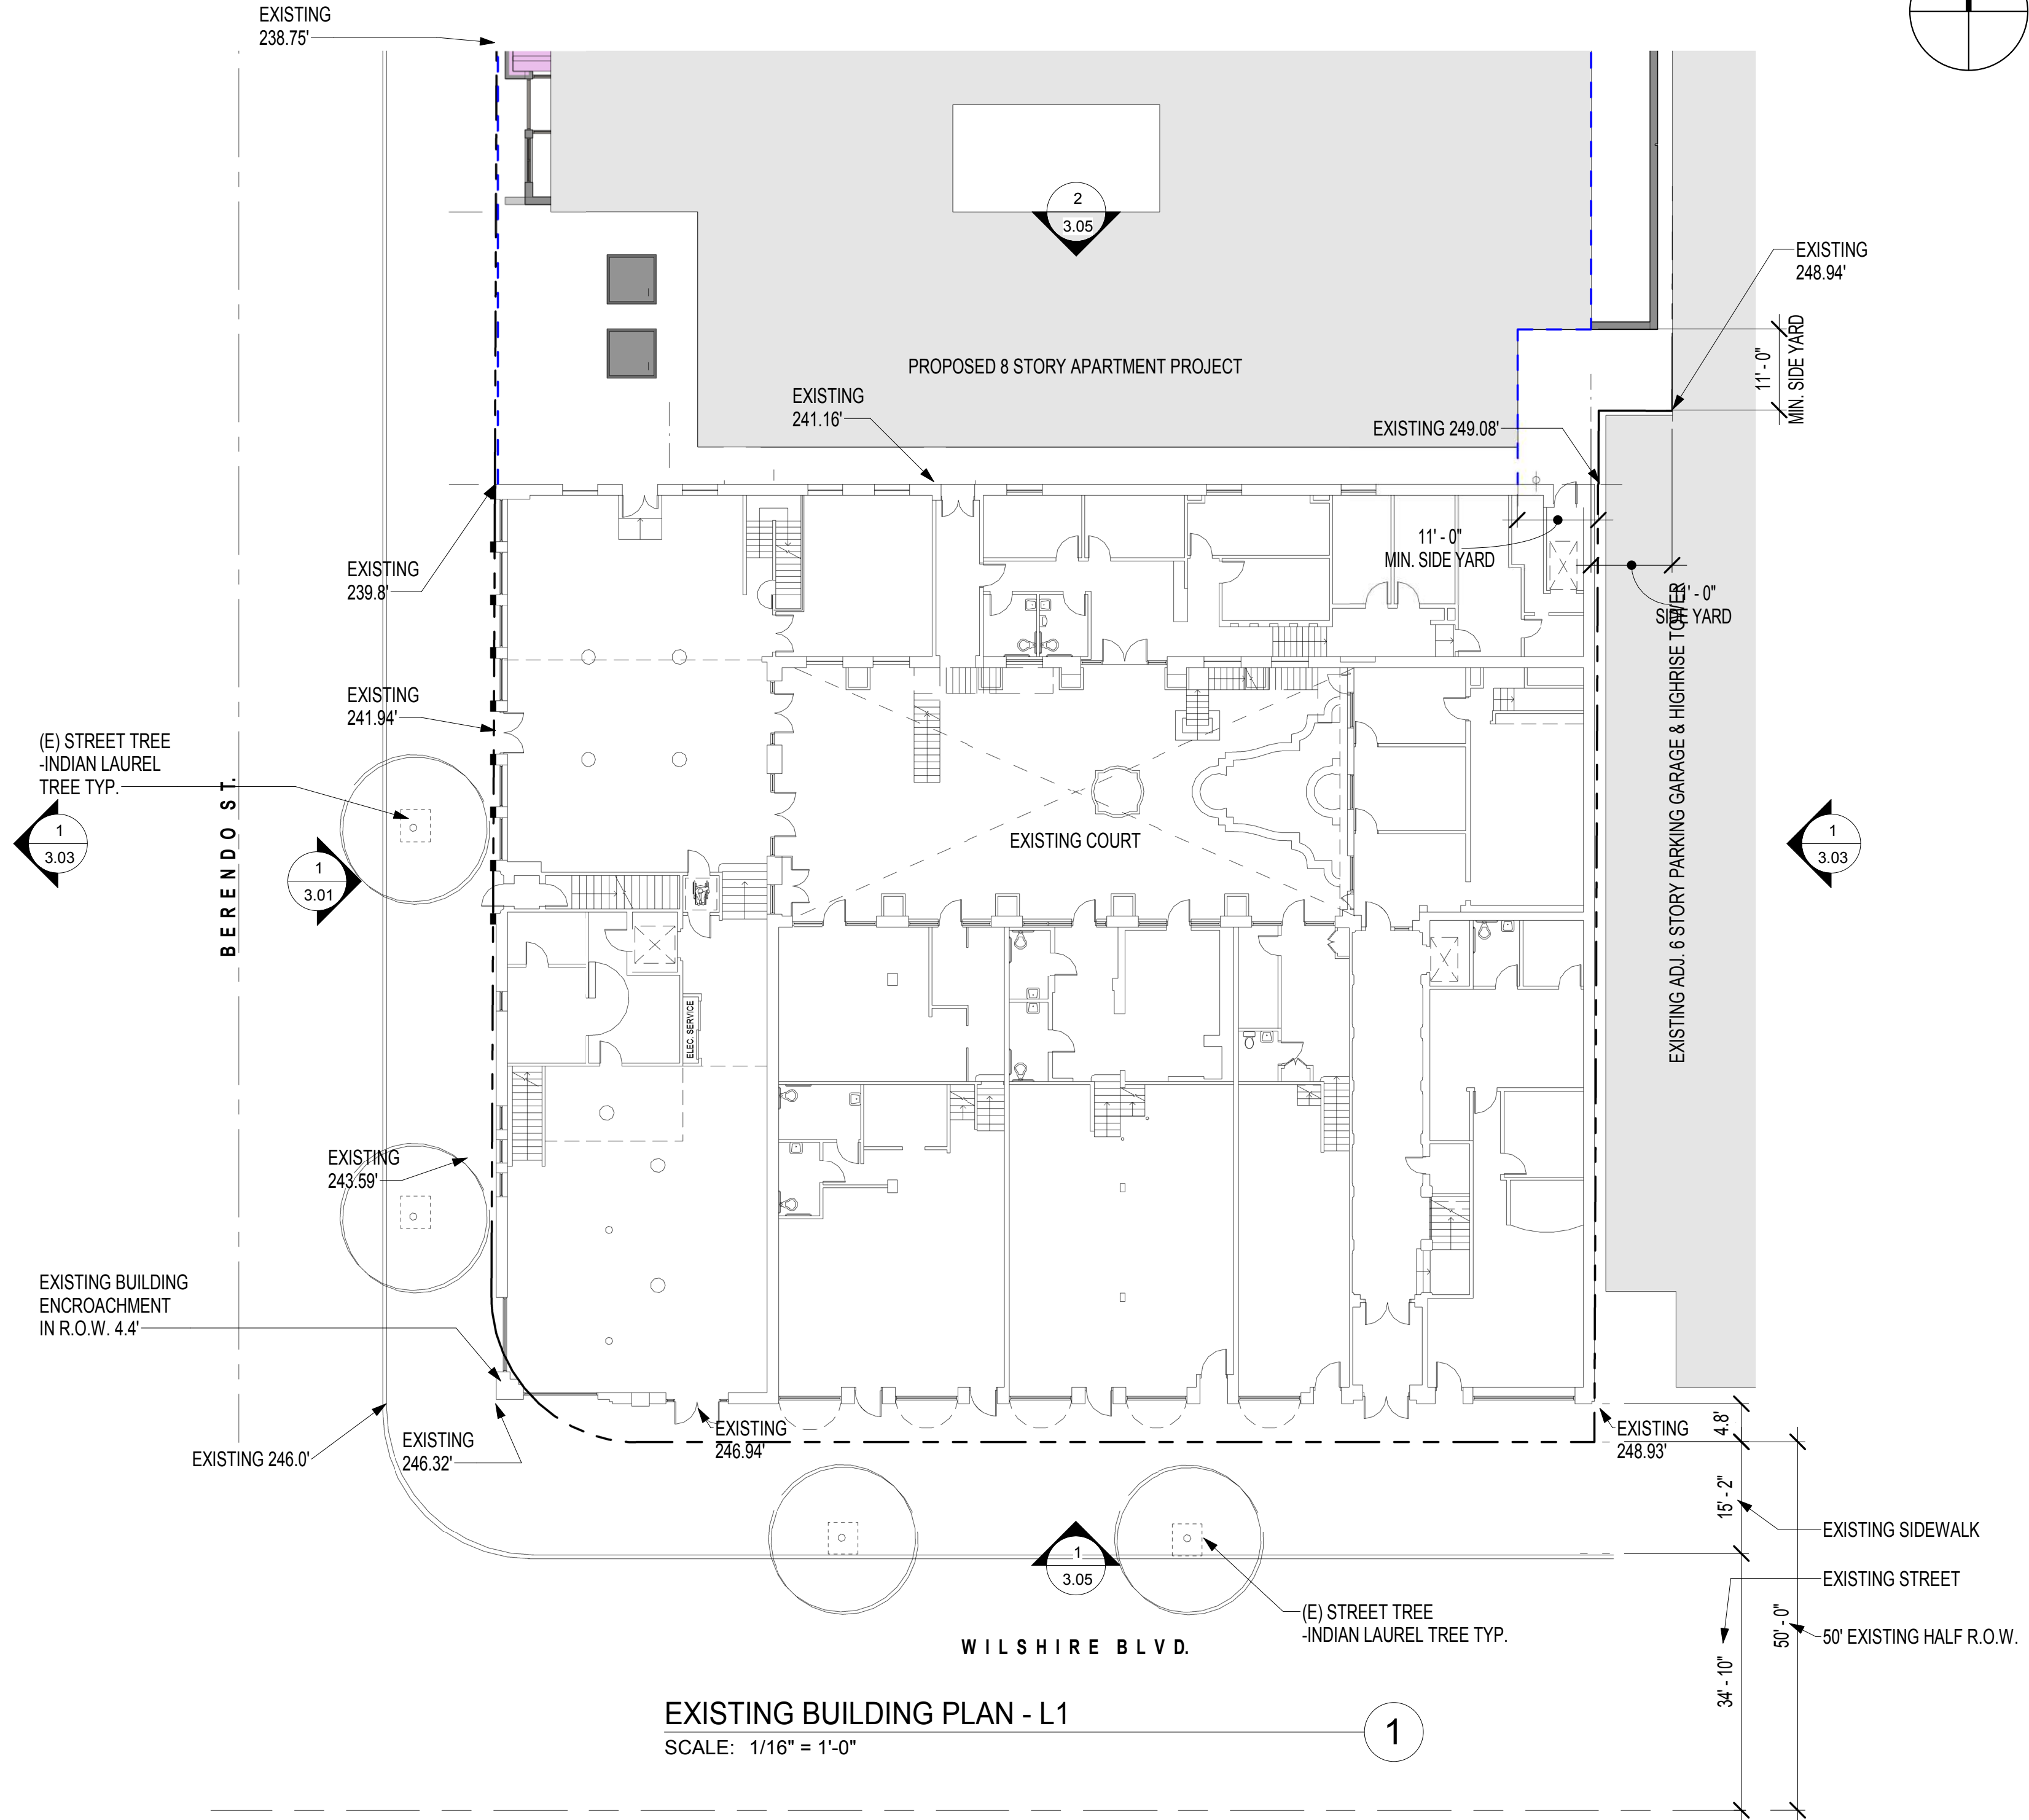 EXISTING
238.75'
2
3.05
EXISTING
248.94'
11' - 0"
MIN. SIDE YARD
PROPOSED 8 STORY APARTMENT PROJECT
EXISTING
241.16'
EXISTING 249.08'
11' - 0"
MIN. SIDE YARD
EXISTING
239.8'
' - 0"
SIDE YARD
EXISTING
241.94'
(E) STREET TREE
-INDIAN LAUREL
TREE TYP.
BERENDO ST.
1
3.03
1
3.01
EXISTING COURT
1
3.03
EXISTING ADJ. 6 STORY PARKING GARAGE & HIGHRISE TOWER
ELEC. SERVICE
EXISTING
243.59'
EXISTING BUILDING
ENCROACHMENT
IN R.O.W. 4.4'
EXISTING 246.0'
EXISTING
246.32'
EXISTING
246.94'
EXISTING
248.93'
4.8'
15' - 2"
EXISTING SIDEWALK
1
3.05
EXISTING STREET
(E) STREET TREE
-INDIAN LAUREL TREE TYP.
50' - 0"
50' EXISTING HALF R.O.W.
34' - 10"
WILSHIRE BLVD.
EXISTING BUILDING PLAN - L1
1
SCALE: 1/16" = 1'-0"